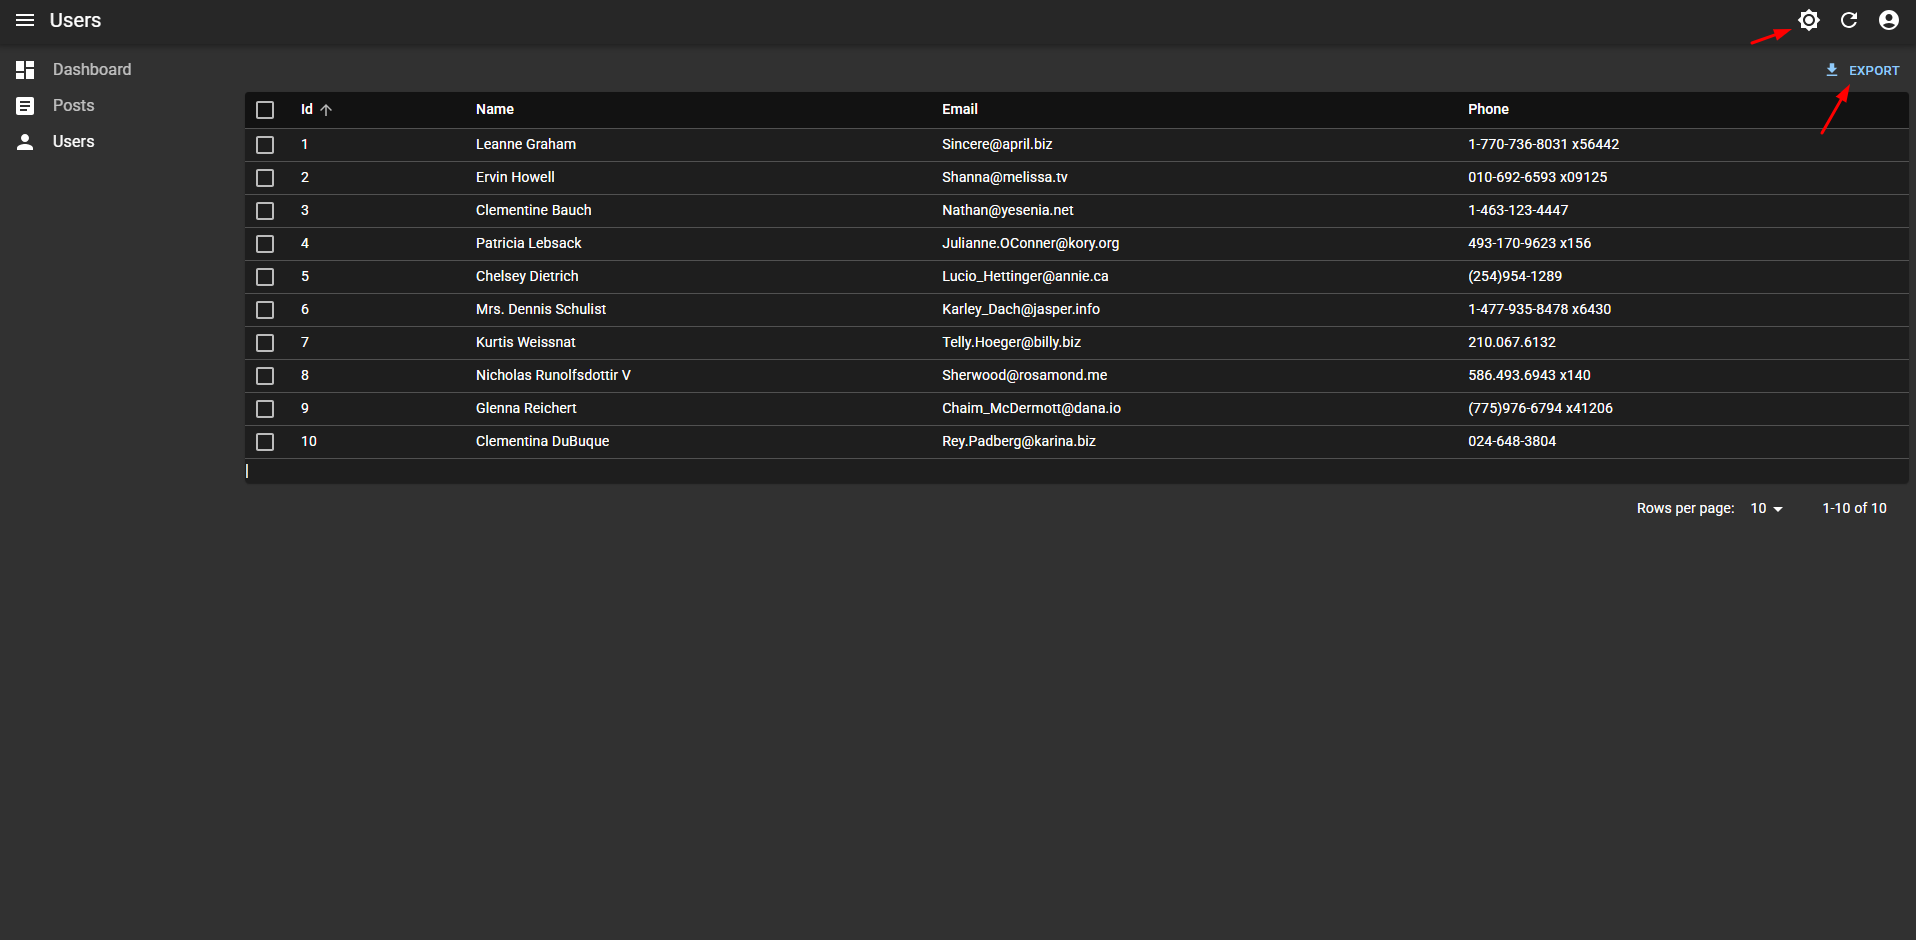 Users
Dashboard
Posts
Users
EXPORT
Id Name Email Phone
1 Leanne Graham Sincere@april.biz 1-770-736-8031 x56442
2 Ervin Howell Shanna@melissa.tv 010-692-6593 x09125
3 Clementine Bauch Nathan@yesenia.net 1-463-123-4447
4 Patricia Lebsack Julianne.OConner@kory.org 493-170-9623 x156
5 Chelsey Dietrich Lucio_Hettinger@annie.ca (254)954-1289
6 Mrs. Dennis Schulist Karley_Dach@jasper.info 1-477-935-8478 x6430
7 Kurtis Weissnat Telly.Hoeger@billy.biz 210.067.6132
8 Nicholas Runolfsdottir V Sherwood@rosamond.me 586.493.6943 x140
9 Glenna Reichert Chaim_McDermott@dana.io (775)976-6794 x41206
10 Clementina DuBuque Rey.Padberg@karina.biz 024-648-3804
Rows per page: 10 1-10 of 10